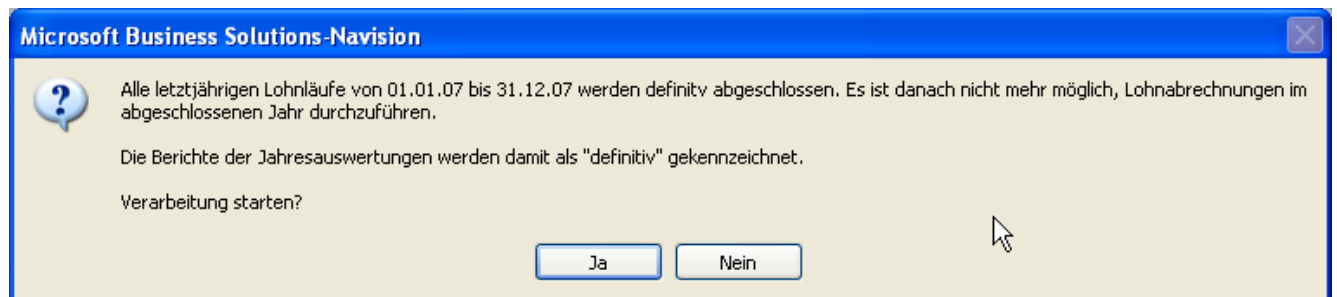 Microsoft Business Solutions-Navision
Alle letztjährigen Lohnläufe von 01.01.07 bis 31.12.07 werden definitv abgeschlossen. Es ist danach nicht mehr möglich, Lohnabrechnungen im
abgeschlossenen Jahr durchzuführen.
Die Berichte der Jahresauswertungen werden damit als "definitiv" gekennzeichnet.
Verarbeitung starten?
Ja Nein